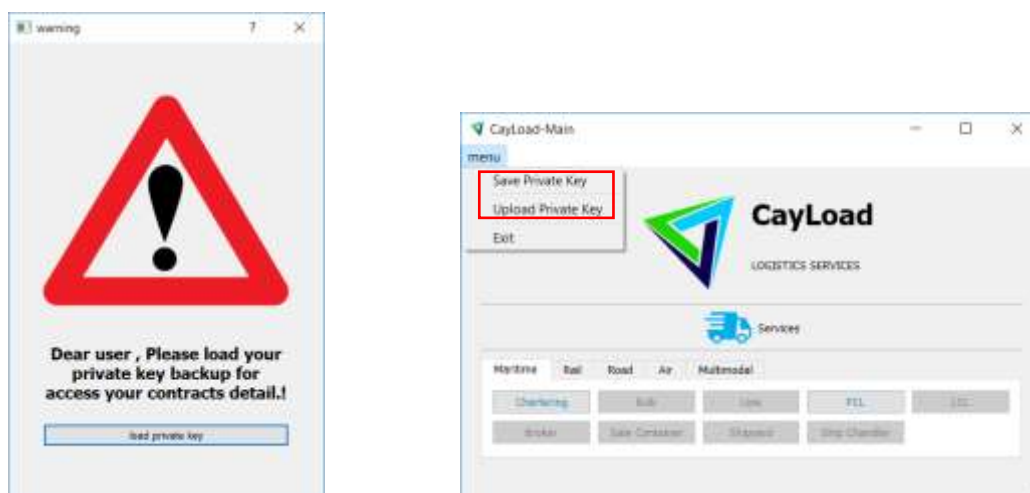 warning
?
Dear user , Please load your
private key backup for
access your contracts detail.!
load private key
CayLoad-Main
menu
Save Private Key
Upload Private Key
Exit
CayLoad
LOGISTICS SERVICES
Services
Maritime Rail Road Air Multimodal
Chartering Bulk Liner FCL LCL
Broker Sale Container Shipyard Ship Chandler